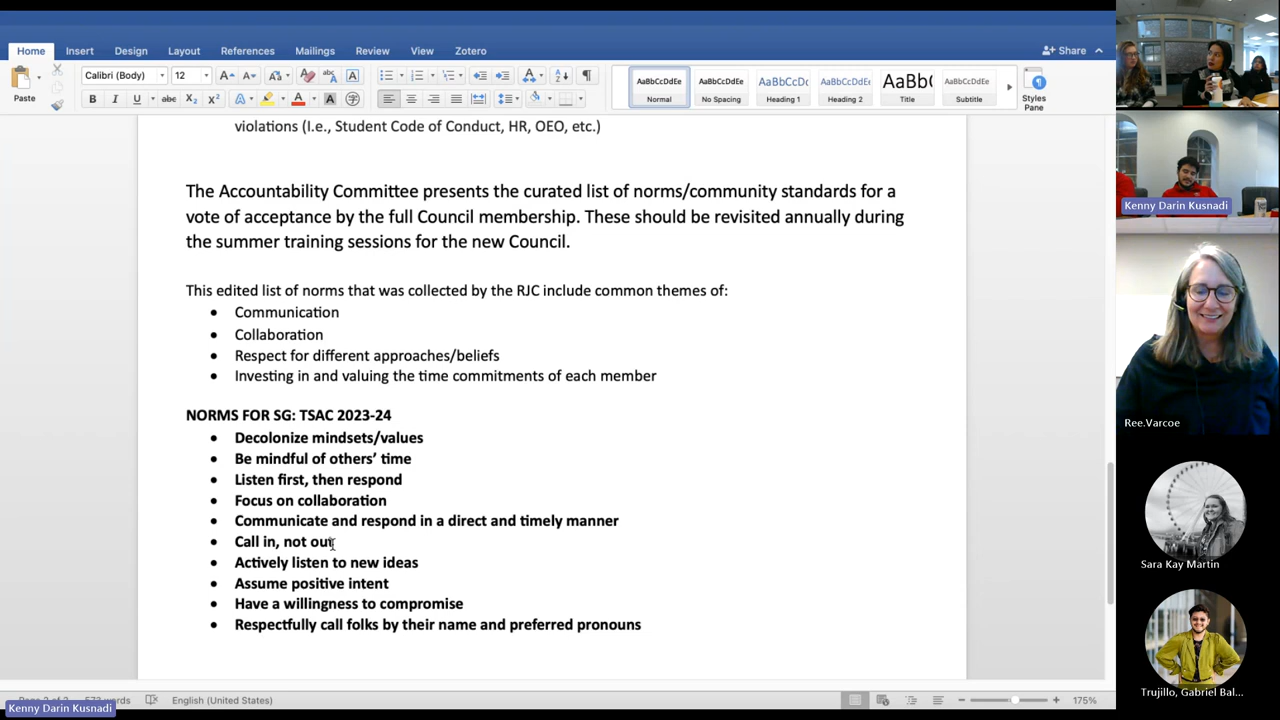 Home Insert Design Layout References Mailings Review View Zotero Share
Calibri (Body) 12
AaBbCcDdEe AaBbCcDdEe AaBbCcDc AaBbCcDdEe AaBb( AaBbCcDdEe
Paste Normal No Spacing Heading 1 Heading 2 Title Subtitle Styles Pane
violations (I.e., Student Code of Conduct, HR, OEO, etc.)
The Accountability Committee presents the curated list of norms/community standards for a
vote of acceptance by the full Council membership. These should be revisited annually during
the summer training sessions for the new Council.
This edited list of norms that was collected by the RJC include common themes of:
• Communication
• Collaboration
• Respect for different approaches/beliefs
• Investing in and valuing the time commitments of each member
NORMS FOR SG: TSAC 2023-24
• Decolonize mindsets/values
• Be mindful of others’ time
• Listen first, then respond
• Focus on collaboration
• Communicate and respond in a direct and timely manner
• Call in, not out
• Actively listen to new ideas
• Assume positive intent
• Have a willingness to compromise
• Respectfully call folks by their name and preferred pronouns
words English (United States) 175%
Kenny Darin Kusnadi
Kenny Darin Kusnadi
Ree.Varcoe
Sara Kay Martin
Trujillo, Gabriel Bal...